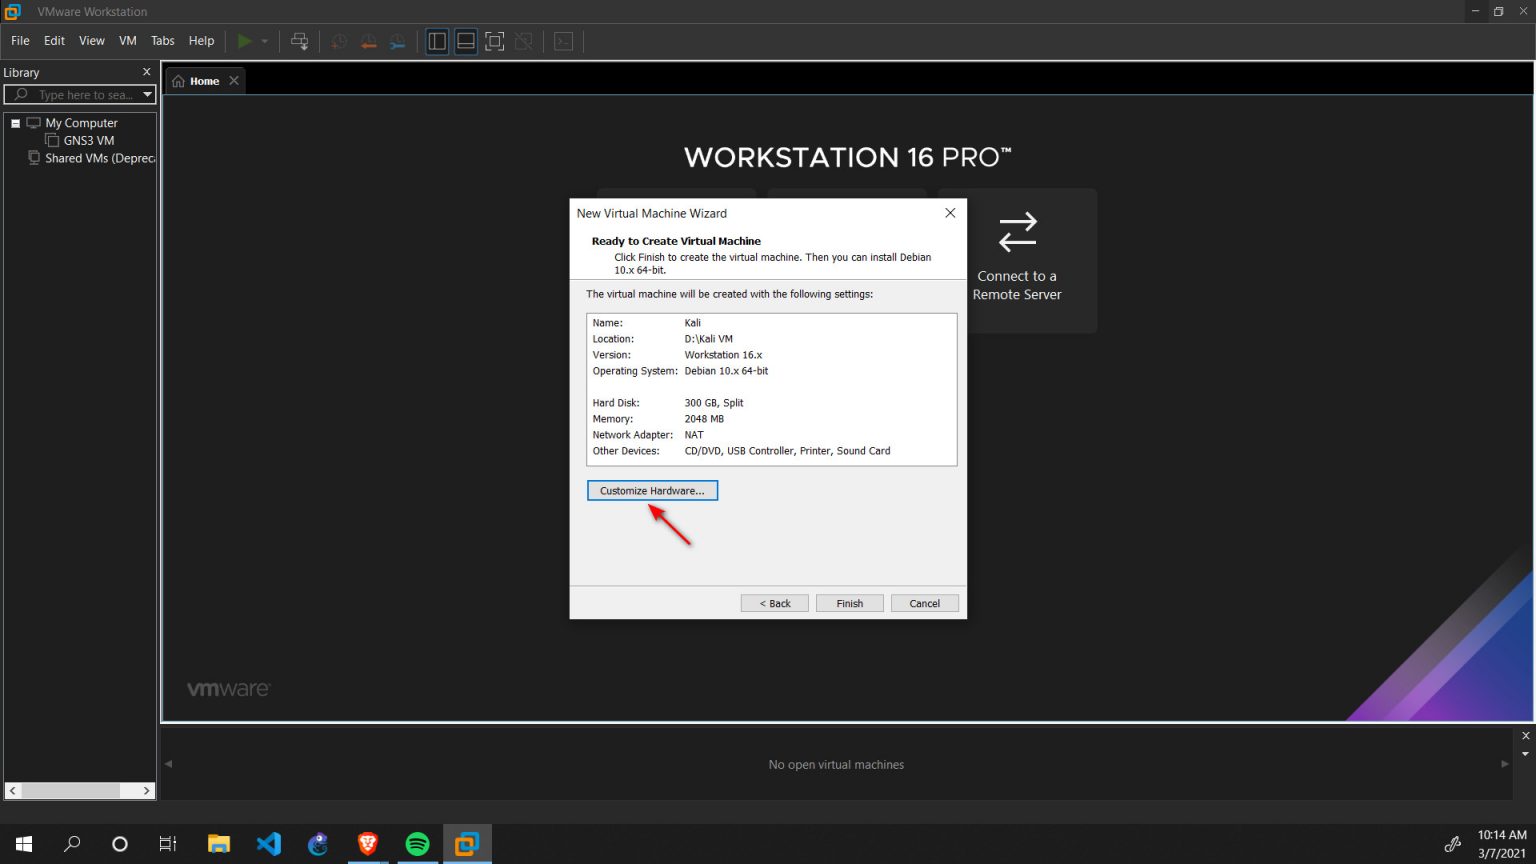 VMware Workstation
File Edit View VM Tabs Help
Library
Type here to sea...
My Computer
GNS3 VM
Shared VMs (Depreca
Home
WORKSTATION 16 PRO™
Connect to a
Remote Server
New Virtual Machine Wizard
Ready to Create Virtual Machine
Click Finish to create the virtual machine. Then you can install Debian
10.x 64-bit.
The virtual machine will be created with the following settings:
Name: Kali
Location: D:\Kali VM
Version: Workstation 16.x
Operating System: Debian 10.x 64-bit
Hard Disk: 300 GB, Split
Memory: 2048 MB
Network Adapter: NAT
Other Devices: CD/DVD, USB Controller, Printer, Sound Card
Customize Hardware...
< Back Finish Cancel
vmware®
No open virtual machines
10:14 AM
3/7/2021